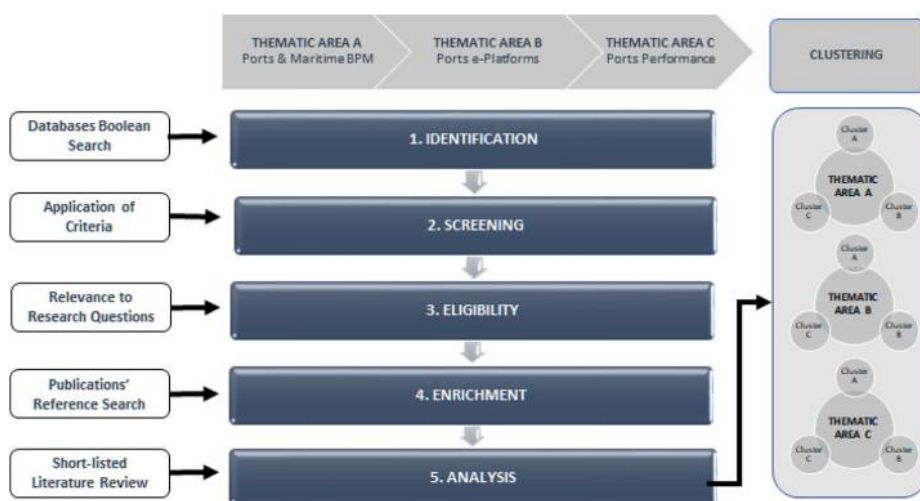 THEMATIC AREA A
Ports & Maritime BPM
THEMATIC AREA B
Ports e-Platforms
THEMATIC AREA C
Ports Performance
CLUSTERING
Databases Boolean
Search
1. IDENTIFICATION
Application of
Criteria
2. SCREENING
Relevance to
Research Questions
3. ELIGIBILITY
Publications'
Reference Search
4. ENRICHMENT
Short-listed
Literature Review
5. ANALYSIS
Cluster
A
THEMATIC
AREA A
Cluster
C
Cluster
B
Cluster
A
THEMATIC
AREA B
Cluster
C
Cluster
B
Cluster
A
THEMATIC
AREA C
Cluster
C
Cluster
B